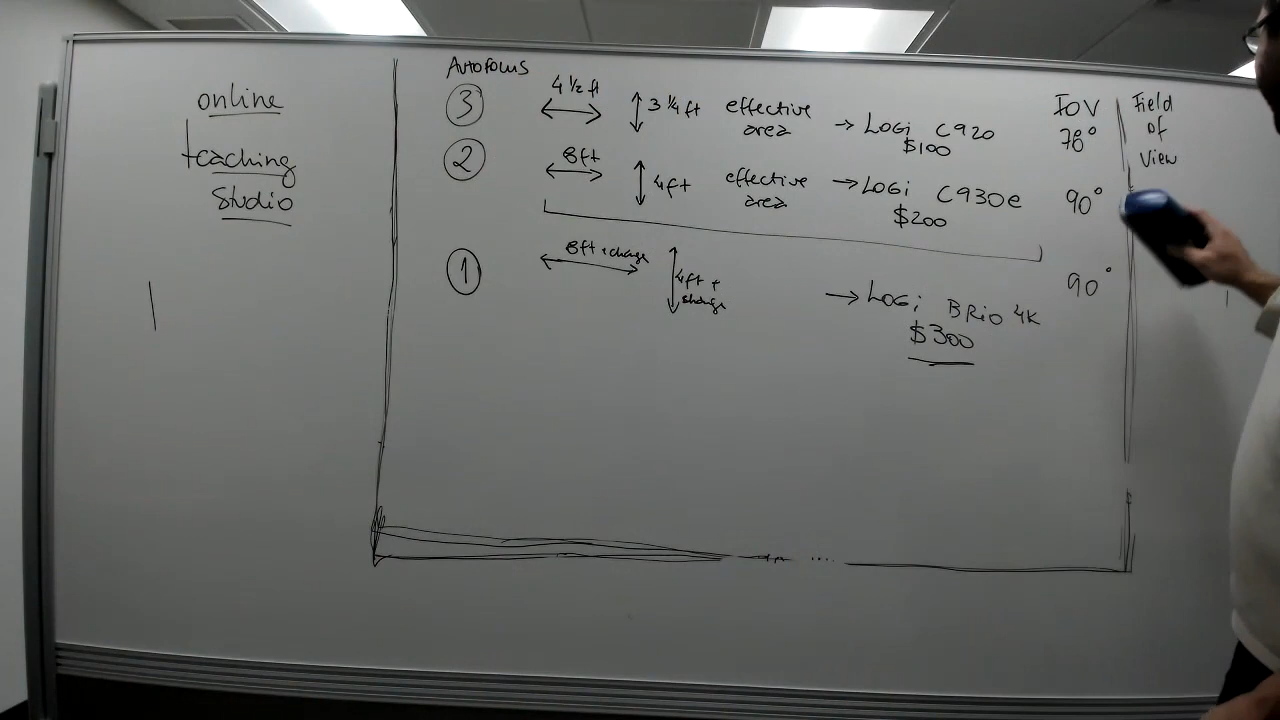 online
teaching
studio
Autofocus
3 4 1/2 ft 3 1/4 ft effective area → Logi C920 $100 FOV 78° Field of View
2 8ft 4ft effective area → Logi C930e $200 90°
1 8ft + change 4ft + change → Logi BRio 4K $300 90°